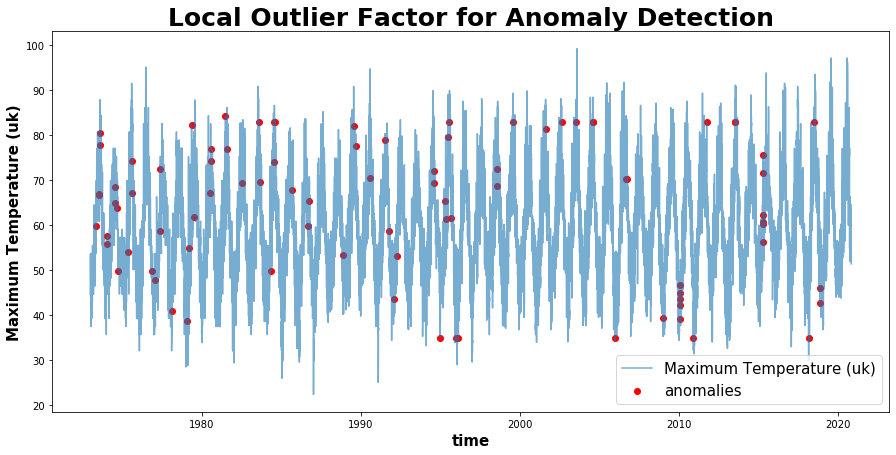 Local Outlier Factor for Anomaly Detection
Maximum Temperature (uk)
100
90
80
70
60
50
40
30
20
1980
1990
2000
2010
2020
time
Maximum Temperature (uk)
anomalies